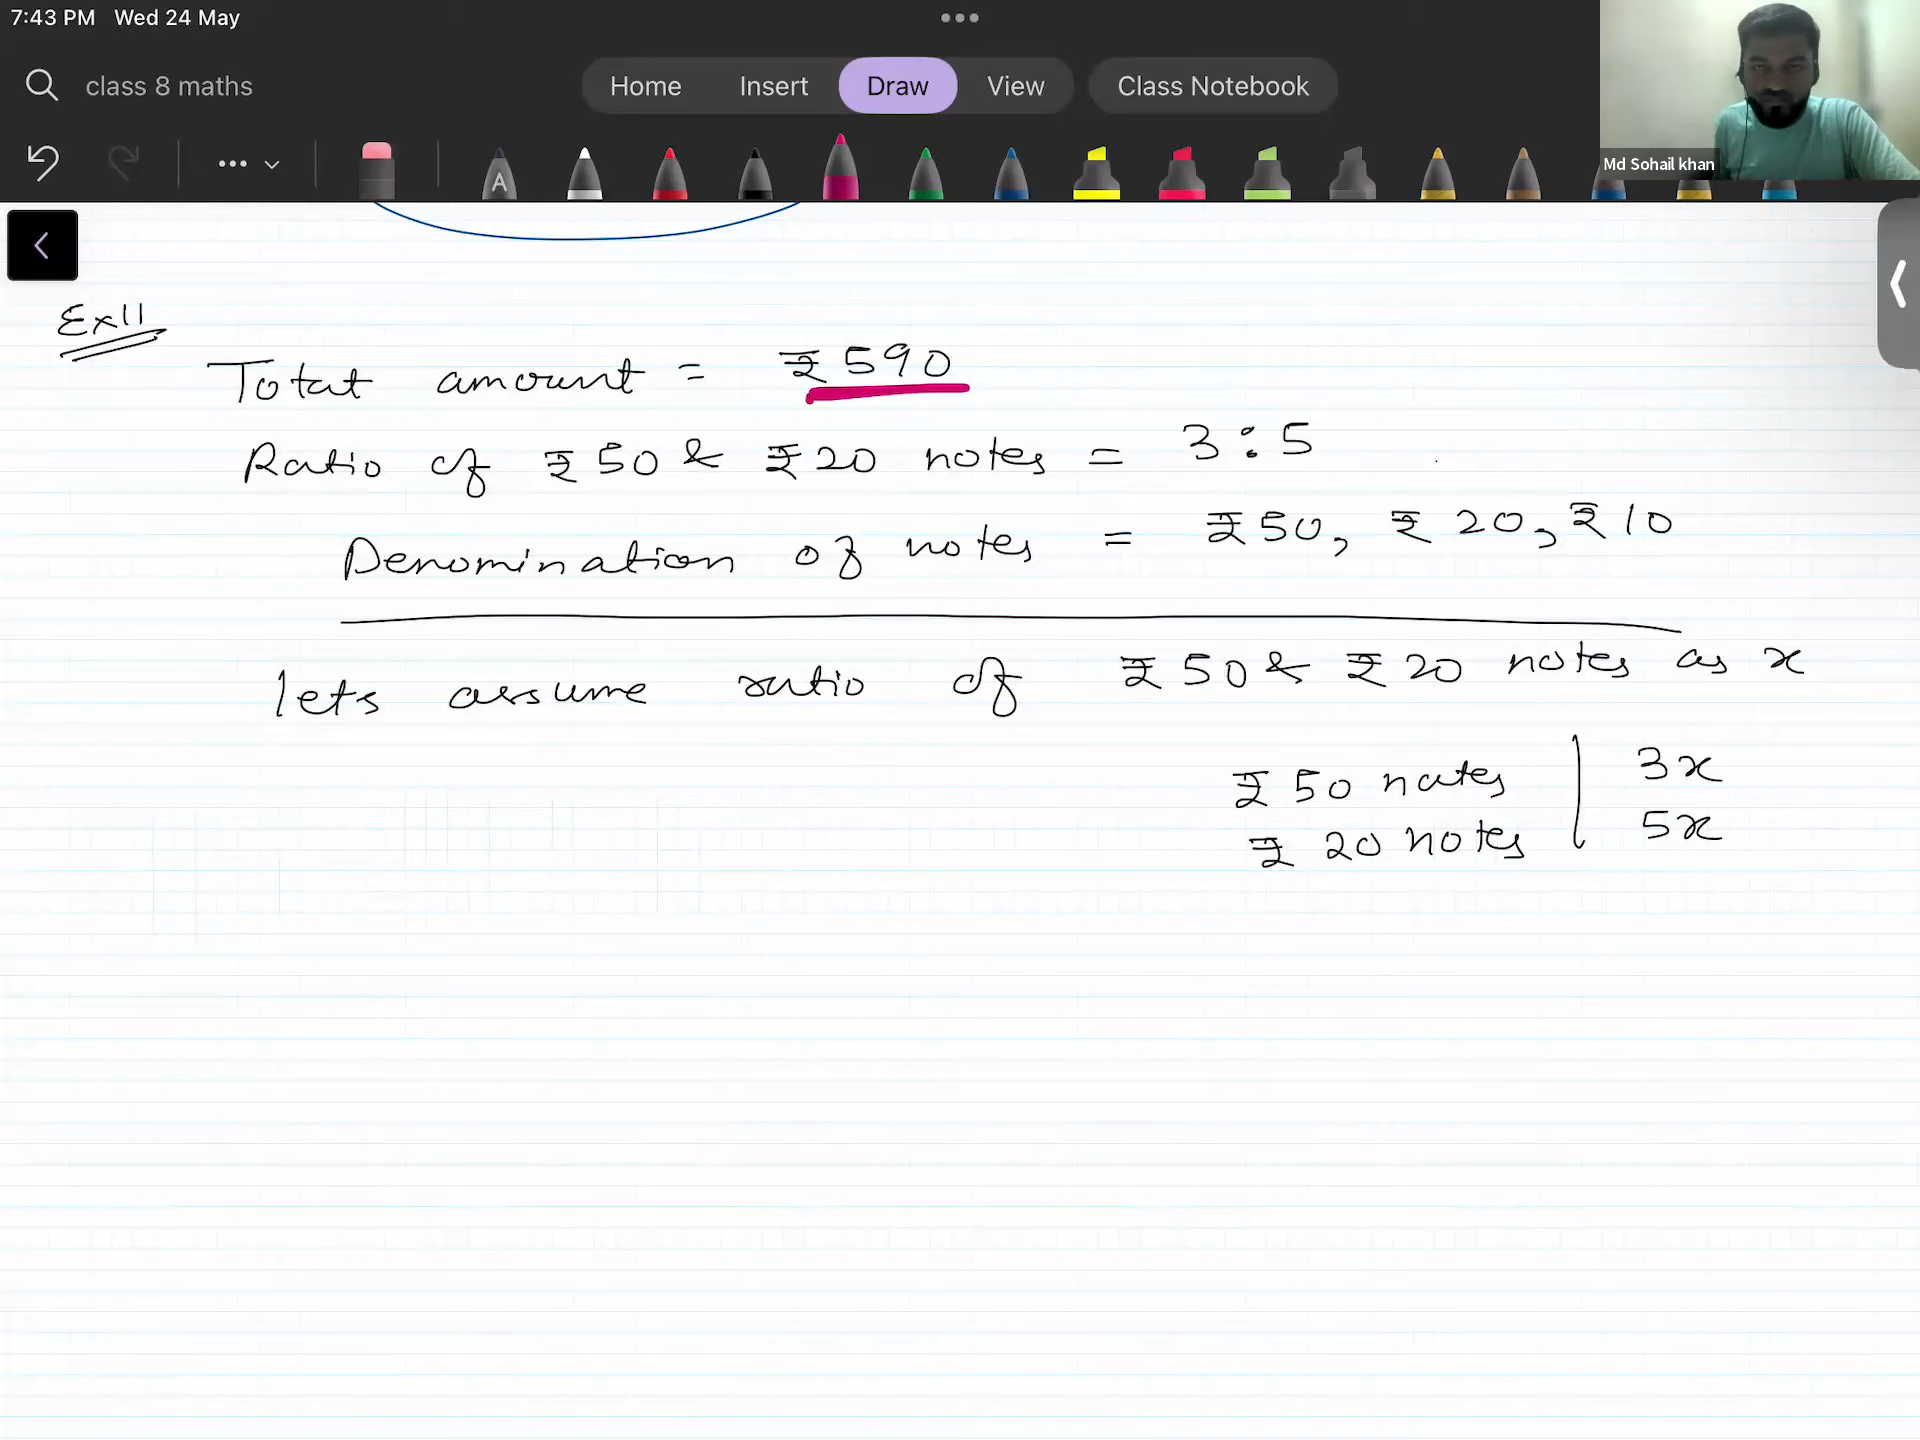 7:43 PM Wed 24 May
class 8 maths
Home Insert Draw View Class Notebook
A
Md Sohail khan
Ex11
Total amount = ₹590
Ratio of ₹50 & ₹20 notes = 3:5
Denomination of notes = ₹50, ₹20, ₹10
lets assume ratio of ₹50 & ₹20 notes as x
₹50 notes | 3x
₹20 notes | 5x